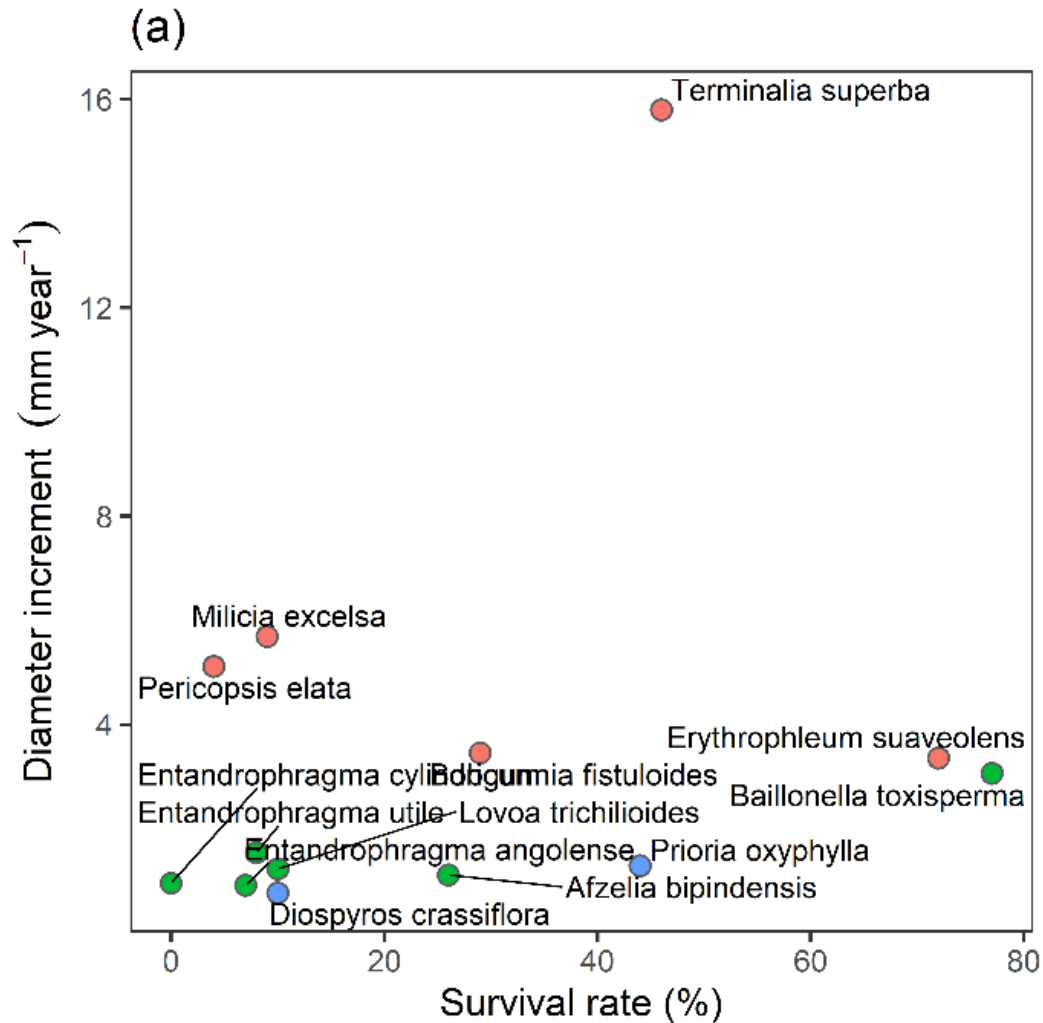 (a)
Terminalia superba
16
12
8
4
Diameter increment (mm year⁻¹)
Milicia excelsa
Pericopsis elata
Erythrophleum suaveolens
Entandrophragma cylindricum
Bobgunnia fistuloides
Baillonella toxisperma
Entandrophragma utile
Lovoa trichilioides
Entandrophragma angolense
Prioria oxyphylla
Afzelia bipindensis
Diospyros crassiflora
0 20 40 60 80
Survival rate (%)